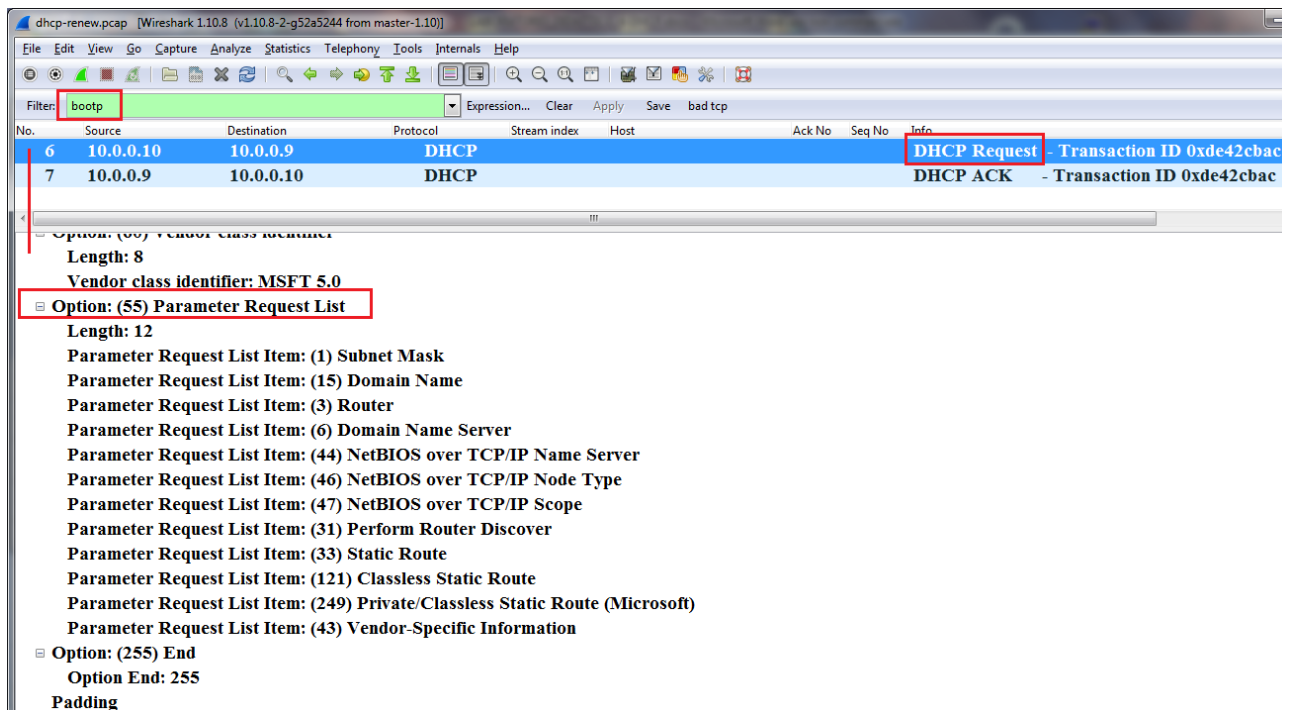 dhcp-renew.pcap [Wireshark 1.10.8 (v1.10.8-2-g52a5244 from master-1.10)]
File Edit View Go Capture Analyze Statistics Telephony Tools Internals Help
Filter: bootp Expression... Clear Apply Save bad tcp
No. Source Destination Protocol Stream index Host Ack No Seq No Info
6 10.0.0.10 10.0.0.9 DHCP DHCP Request - Transaction ID 0xde42cbac
7 10.0.0.9 10.0.0.10 DHCP DHCP ACK - Transaction ID 0xde42cbac
Option: (60) Vendor class identifier
Length: 8
Vendor class identifier: MSFT 5.0
Option: (55) Parameter Request List
Length: 12
Parameter Request List Item: (1) Subnet Mask
Parameter Request List Item: (15) Domain Name
Parameter Request List Item: (3) Router
Parameter Request List Item: (6) Domain Name Server
Parameter Request List Item: (44) NetBIOS over TCP/IP Name Server
Parameter Request List Item: (46) NetBIOS over TCP/IP Node Type
Parameter Request List Item: (47) NetBIOS over TCP/IP Scope
Parameter Request List Item: (31) Perform Router Discover
Parameter Request List Item: (33) Static Route
Parameter Request List Item: (121) Classless Static Route
Parameter Request List Item: (249) Private/Classless Static Route (Microsoft)
Parameter Request List Item: (43) Vendor-Specific Information
Option: (255) End
Option End: 255
Padding